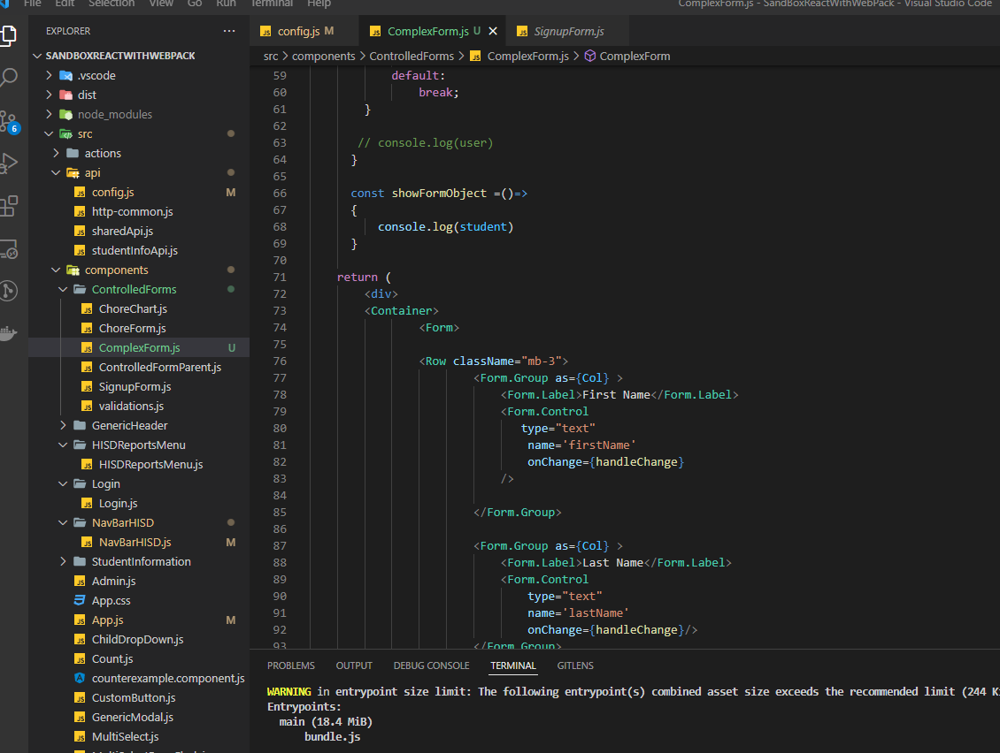 File Edit Selection View Go Run Terminal Help
ComplexForm.js - SandBoxReactWithWebPack - Visual Studio Code
EXPLORER ···
SANDBOXREACTWITHWEBPACK
.vscode
dist
node_modules
6
src
actions
api
config.js M
http-common.js
sharedApi.js
studentInfoApi.js
components
ControlledForms
ChoreChart.js
ChoreForm.js
ComplexForm.js U
ControlledFormParent.js
SignupForm.js
validations.js
GenericHeader
HISDReportsMenu
HISDReportsMenu.js
Login
Login.js
NavBarHISD
NavBarHISD.js M
StudentInformation
Admin.js
App.css
App.js M
ChildDropDown.js
Count.js
counterexample.component.js
CustomButton.js
GenericModal.js
MultiSelect.js
config.js M
ComplexForm.js U
SignupForm.js
src > components > ControlledForms > ComplexForm.js > ComplexForm
59 default:
60 break;
61 }
62
63 // console.log(user)
64 }
65
66 const showFormObject =()=>
67 {
68 console.log(student)
69 }
70
71 return (
72 <div>
73 <Container>
74 <Form>
75
76 <Row className="mb-3">
77 <Form.Group as={Col} >
78 <Form.Label>First Name</Form.Label>
79 <Form.Control
80 type="text"
81 name='firstName'
82 onChange={handleChange}
83 />
84
85 </Form.Group>
86
87 <Form.Group as={Col} >
88 <Form.Label>Last Name</Form.Label>
89 <Form.Control
90 type="text"
91 name='lastName'
92 onChange={handleChange}/>
93 </Form.Group>
PROBLEMS OUTPUT DEBUG CONSOLE TERMINAL GITLENS
WARNING in entrypoint size limit: The following entrypoint(s) combined asset size exceeds the recommended limit (244 K
Entrypoints:
main (18.4 MiB)
bundle.js